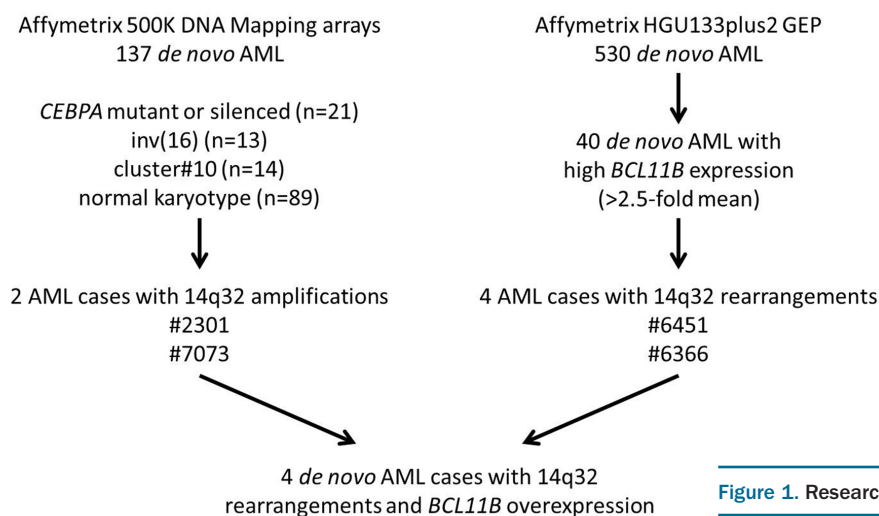 Affymetrix 500K DNA Mapping arrays
137 de novo AML
CEBPA mutant or silenced (n=21)
inv(16) (n=13)
cluster#10 (n=14)
normal karyotype (n=89)
2 AML cases with 14q32 amplifications
#2301
#7073
Affymetrix HGU133plus2 GEP
530 de novo AML
40 de novo AML with
high BCL11B expression
(>2.5-fold mean)
4 AML cases with 14q32 rearrangements
#6451
#6366
4 de novo AML cases with 14q32
rearrangements and BCL11B overexpression
Figure 1. Researc